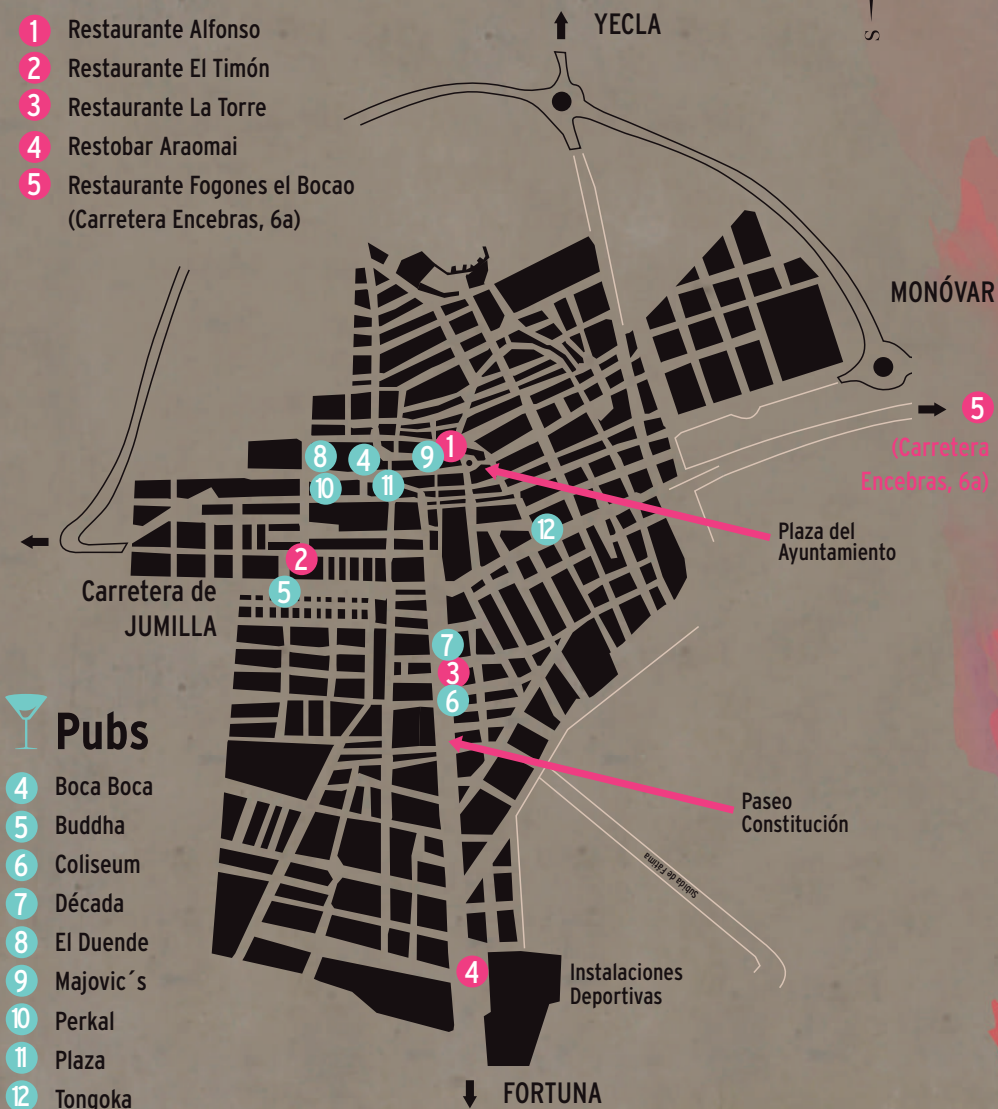 1 Restaurante Alfonso
2 Restaurante El Timón
3 Restaurante La Torre
4 Restobar Araomai
5 Restaurante Fogones el Bocao
(Carretera Encebras, 6a)
YECLA
S
MONÓVAR
5
(Carretera
Encebras, 6a)
8
4
9
1
10
11
12
Plaza del
Ayuntamiento
2
5
Carretera de
JUMILLA
7
3
6
Paseo
Constitución
Subida de Fátima
4
Instalaciones
Deportivas
FORTUNA
Pubs
4 Boca Boca
5 Buddha
6 Coliseum
7 Década
8 El Duende
9 Majovic´s
10 Perkal
11 Plaza
12 Tongoka